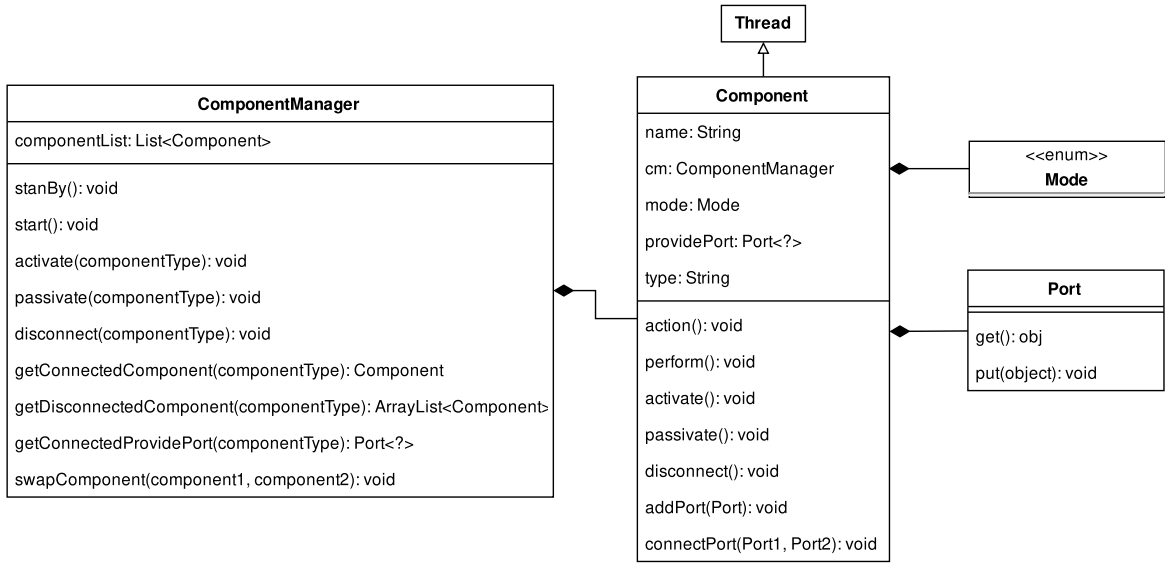 Thread
ComponentManager
componentList: List<Component>
stanBy(): void
start(): void
activate(componentType): void
passivate(componentType): void
disconnect(componentType): void
getConnectedComponent(componentType): Component
getDisconnectedComponent(componentType): ArrayList<Component>
getConnectedProvidePort(componentType): Port<?>
swapComponent(component1, component2): void
Component
name: String
cm: ComponentManager
mode: Mode
providePort: Port<?>
type: String
action(): void
perform(): void
activate(): void
passivate(): void
disconnect(): void
addPort(Port): void
connectPort(Port1, Port2): void
<<enum>>
Mode
Port
get(): obj
put(object): void